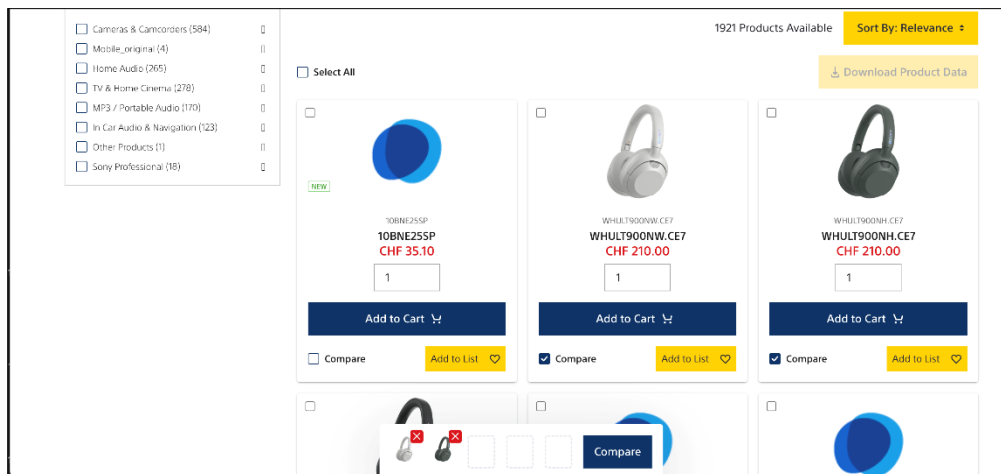 Cameras & Camcorders (584)
Mobile_original (4)
Home Audio (265)
TV & Home Cinema (278)
MP3 / Portable Audio (170)
In Car Audio & Navigation (123)
Other Products (1)
Sony Professional (18)
1921 Products Available
Sort By: Relevance
Select All
Download Product Data
NEW
10BNE25SP
10BNE25SP
CHF 35.10
1
Add to Cart
Compare
Add to List
WHULT900NW.CE7
WHULT900NW.CE7
CHF 210.00
1
Add to Cart
Compare
Add to List
WHULT900NH.CE7
WHULT900NH.CE7
CHF 210.00
1
Add to Cart
Compare
Add to List
Compare